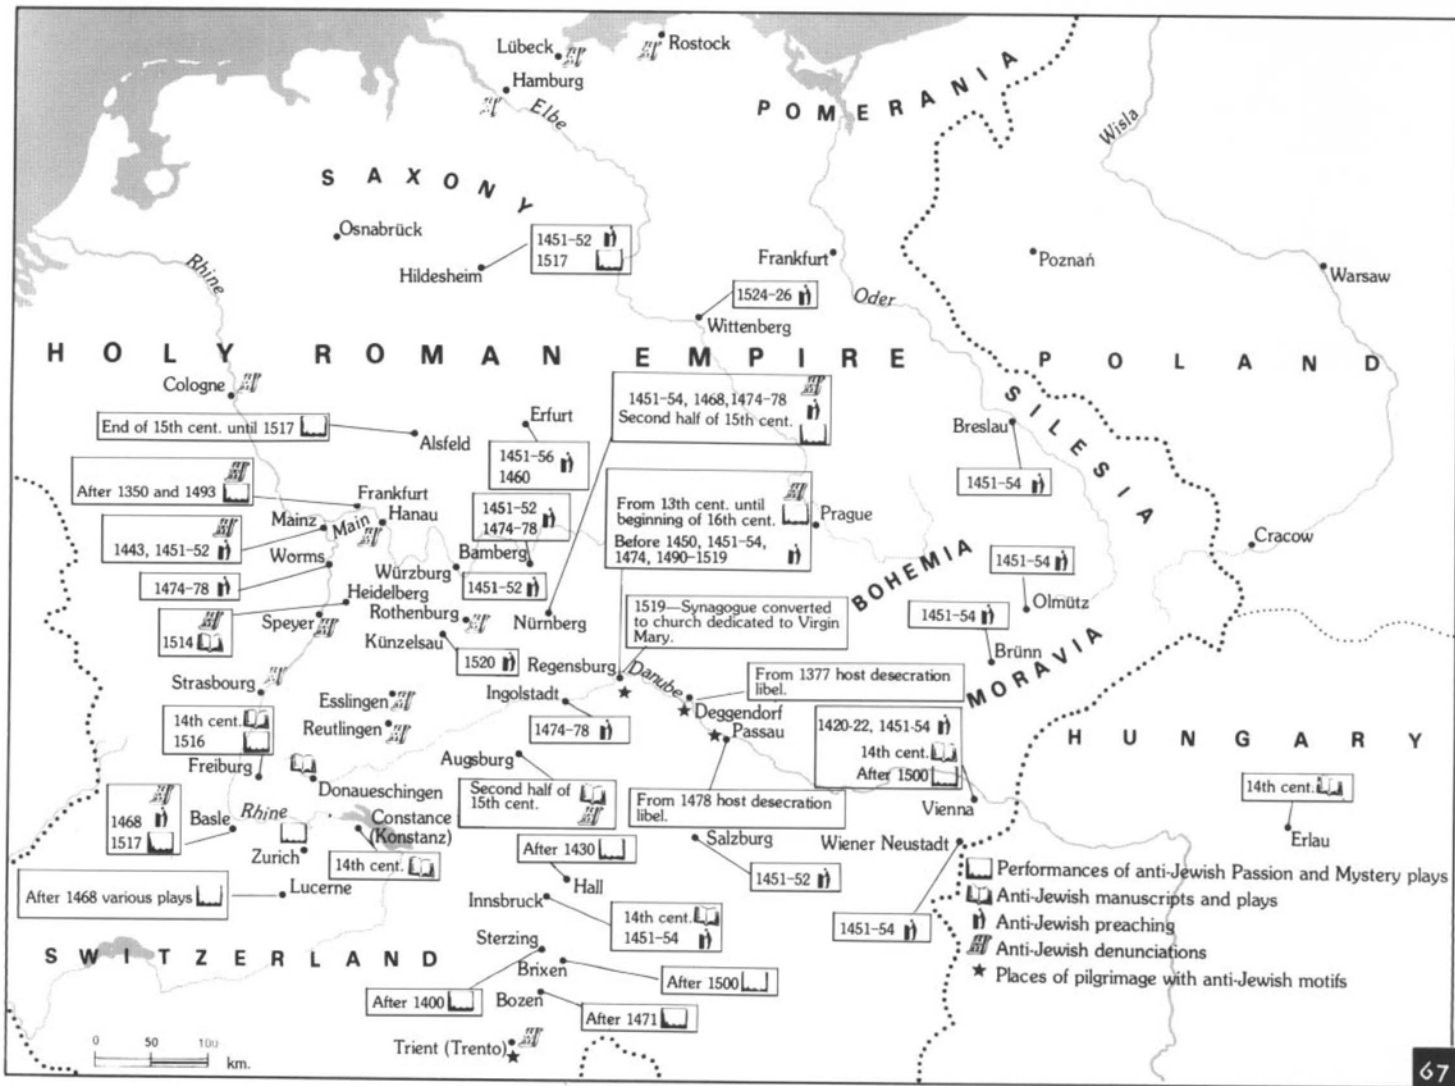 Lübeck
Rostock
Hamburg
Elbe
POMERANIA
Wisla
SAXONY
Osnabrück
1451–52
1517
Hildesheim
Rhine
Frankfurt
Poznań
Warsaw
1524–26
Oder
Wittenberg
HOLY ROMAN EMPIRE
POLAND
Cologne
1451–54, 1468, 1474–78
Second half of 15th cent.
SILESIA
End of 15th cent. until 1517
Alsfeld
Erfurt
Breslau
1451–56
1460
1451–54
After 1350 and 1493
Frankfurt
Hanau
1451–52
1474–78
From 13th cent. until
beginning of 16th cent.
Before 1450, 1451–54,
1474, 1490–1519
Prague
Mainz
Main
1443, 1451–52
Cracow
Worms
Bamberg
BOHEMIA
1451–54
1474–78
Würzburg
1451–52
Heidelberg
Olmütz
1514
Speyer
Rothenburg
Nürnberg
1519—Synagogue converted
to church dedicated to Virgin
Mary.
1451–54
Künzelsau
Brünn
1520
MORAVIA
Regensburg
Danube
From 1377 host desecration
libel.
Strasbourg
Esslingen
Ingolstadt
Deggendorf
14th cent.
1516
Reutlingen
1474–78
Passau
1420-22, 1451-54
14th cent.
After 1500
HUNGARY
Freiburg
Augsburg
Donaueschingen
Second half of
15th cent.
From 1478 host desecration
libel.
Vienna
14th cent.
1468
1517
Basle
Rhine
Constance
(Konstanz)
Salzburg
Wiener Neustadt
Erlau
Zurich
14th cent.
After 1430
1451–52
Performances of anti-Jewish Passion and Mystery plays
Anti-Jewish manuscripts and plays
Anti-Jewish preaching
Anti-Jewish denunciations
Places of pilgrimage with anti-Jewish motifs
After 1468 various plays
Lucerne
Hall
Innsbruck
14th cent.
1451–54
1451–54
SWITZERLAND
Sterzing
Brixen
After 1500
After 1400
Bozen
After 1471
0 50 100
km.
Trient (Trento)
67